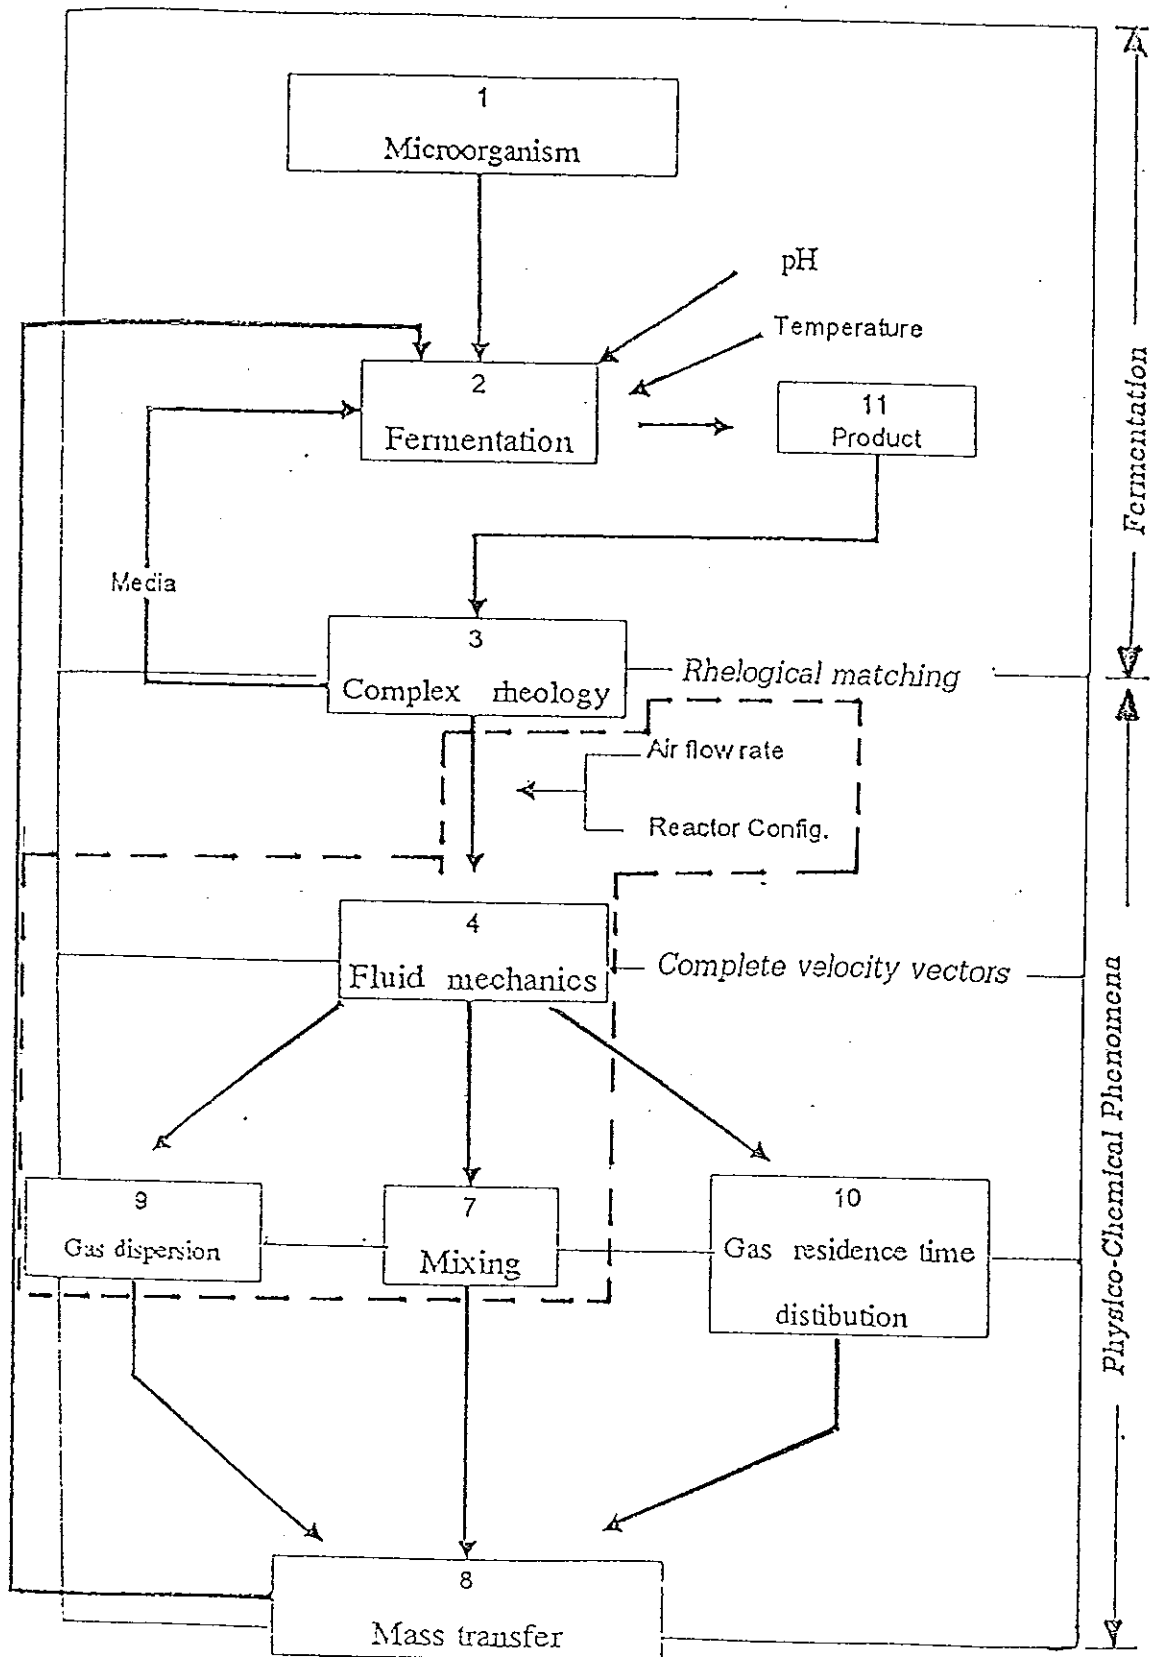 1
Microorganism
pH
Temperature
2
Fermentation
11
Product
Media
3
Complex rheology
Rhelogical matching
Air flow rate
Reactor Config.
4
Fluid mechanics
Complete velocity vectors
9
Gas dispersion
7
Mixing
10
Gas residence time
distibution
8
Mass transfer
Fermentation
Physico-Chemical Phenomena